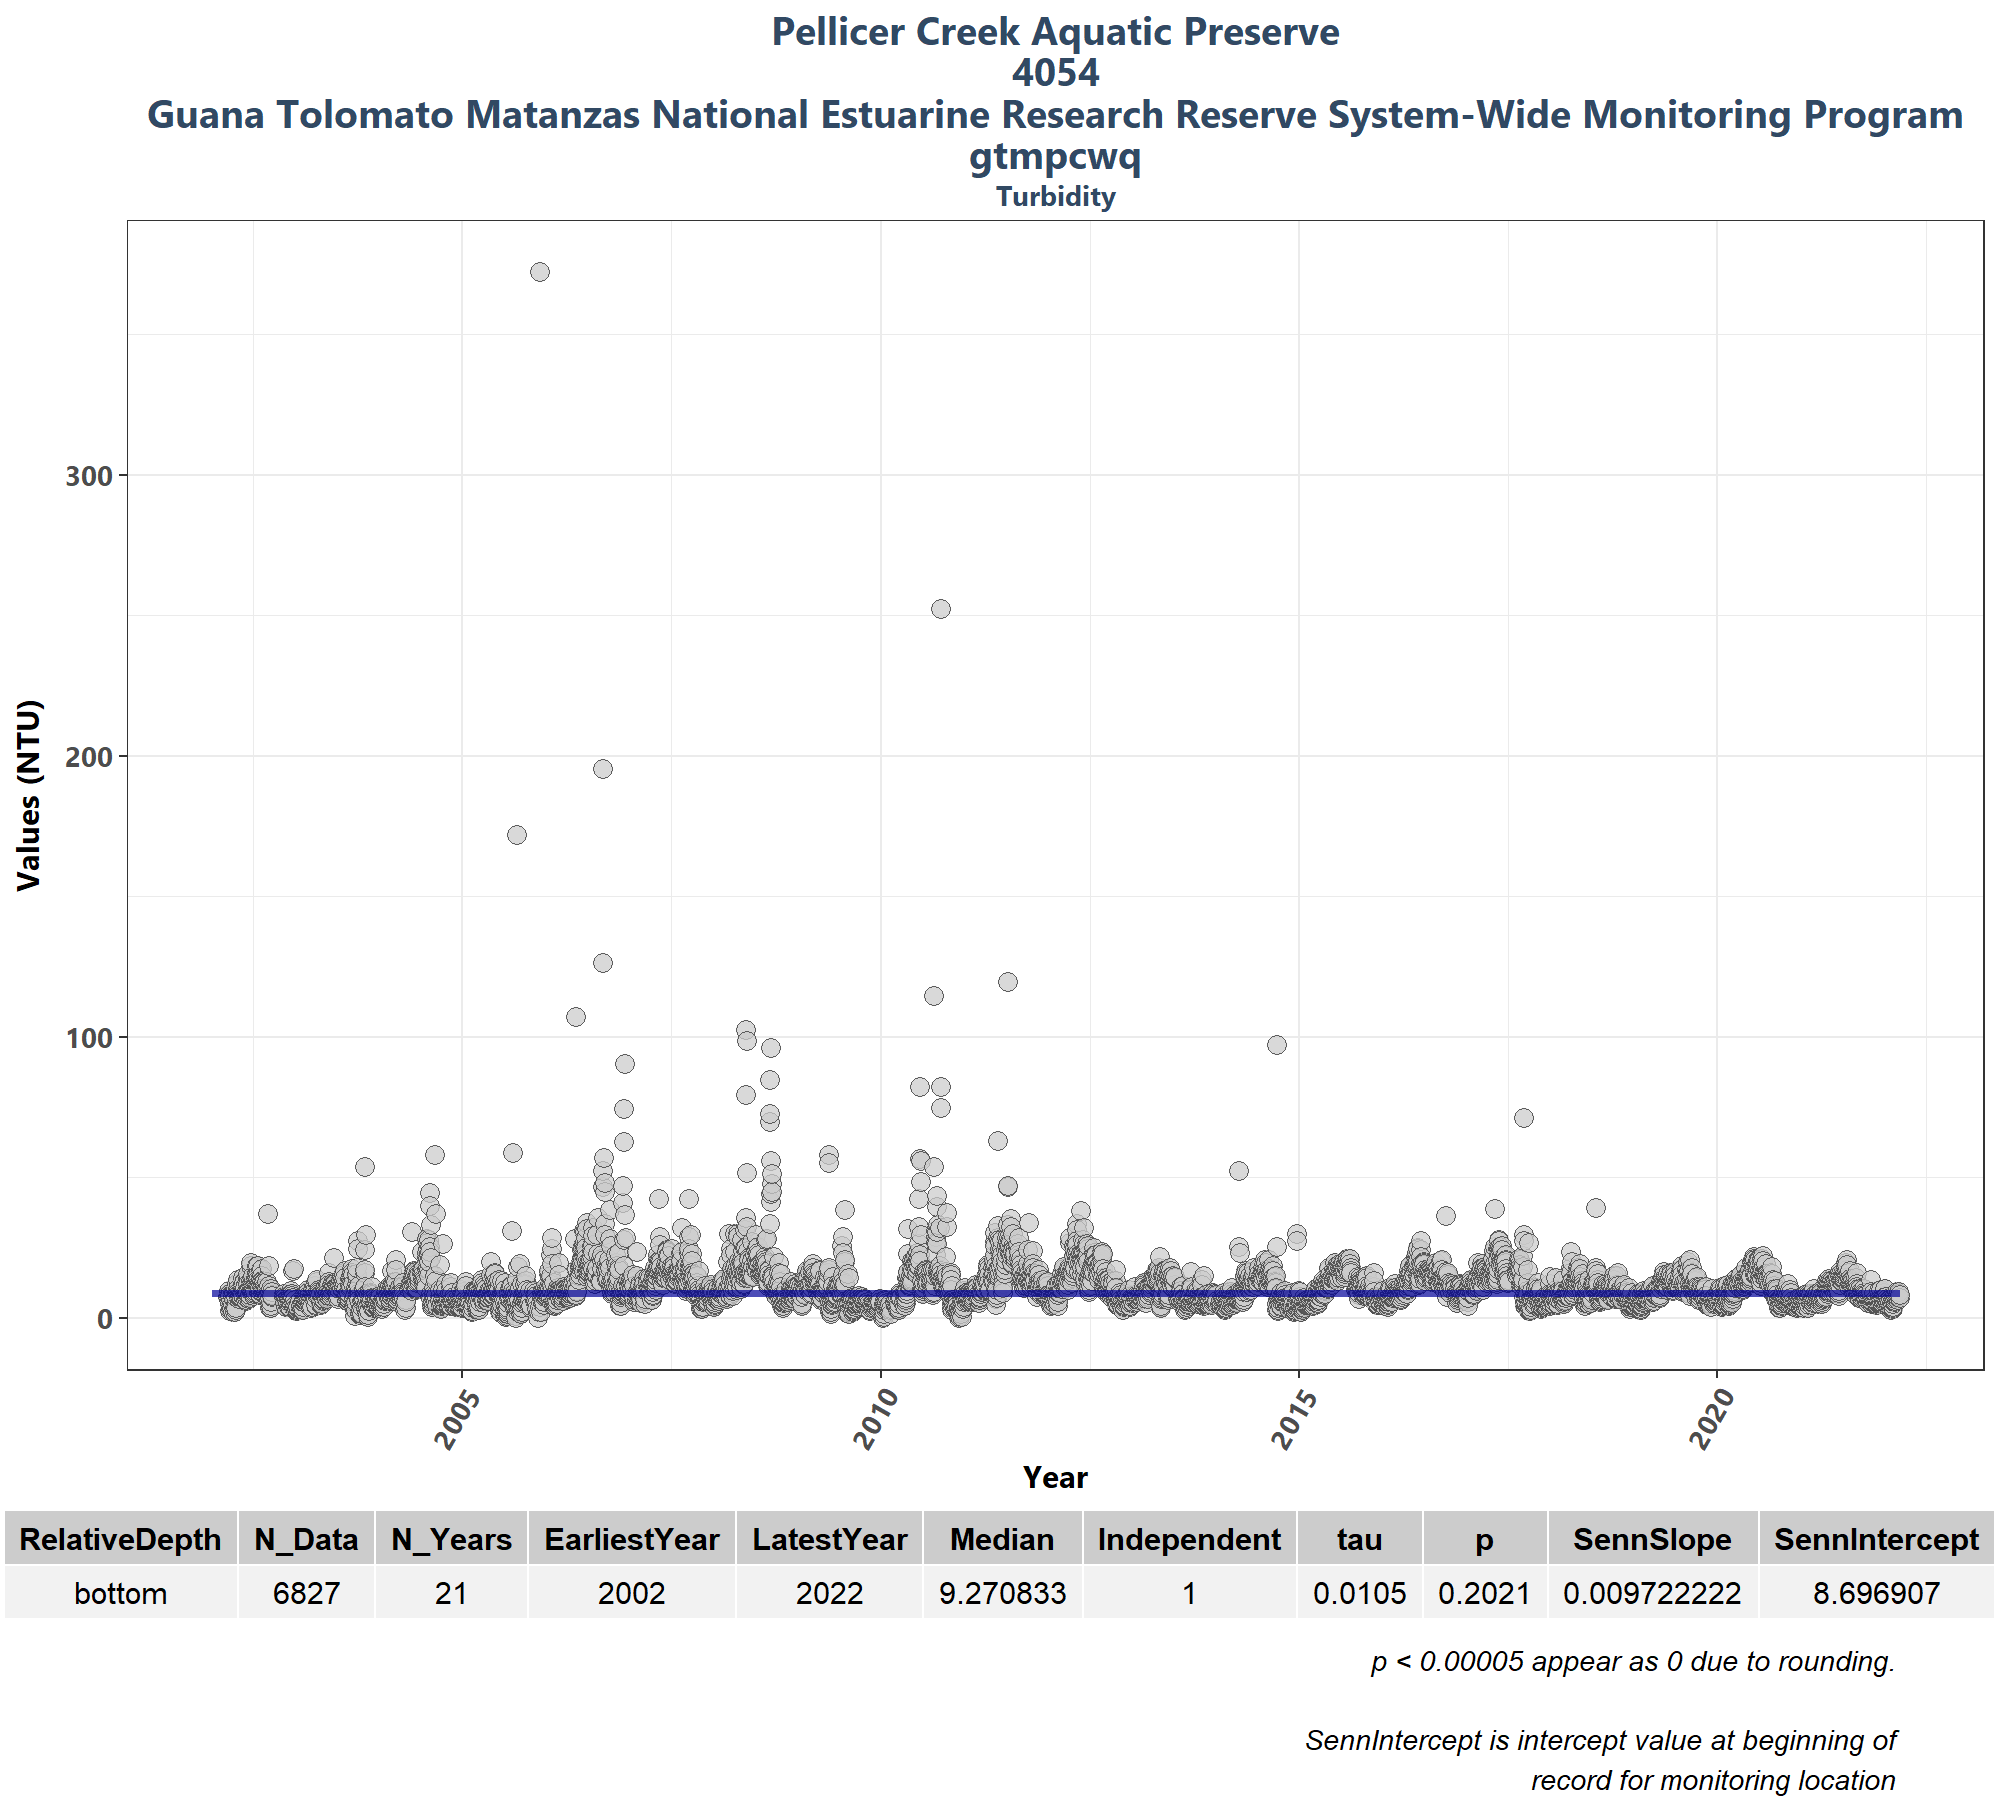 Pellicer Creek Aquatic Preserve
4054
Guana Tolomato Matanzas National Estuarine Research Reserve System-Wide Monitoring Program
gtmpcwq
Turbidity
Values (NTU)
300
200
100
0
2005
2010
2015
2020
Year
RelativeDepth N_Data N_Years EarliestYear LatestYear Median Independent tau p SennSlope SennIntercept
bottom 6827 21 2002 2022 9.270833 1 0.0105 0.2021 0.009722222 8.696907
p < 0.00005 appear as 0 due to rounding.
SennIntercept is intercept value at beginning of
record for monitoring location